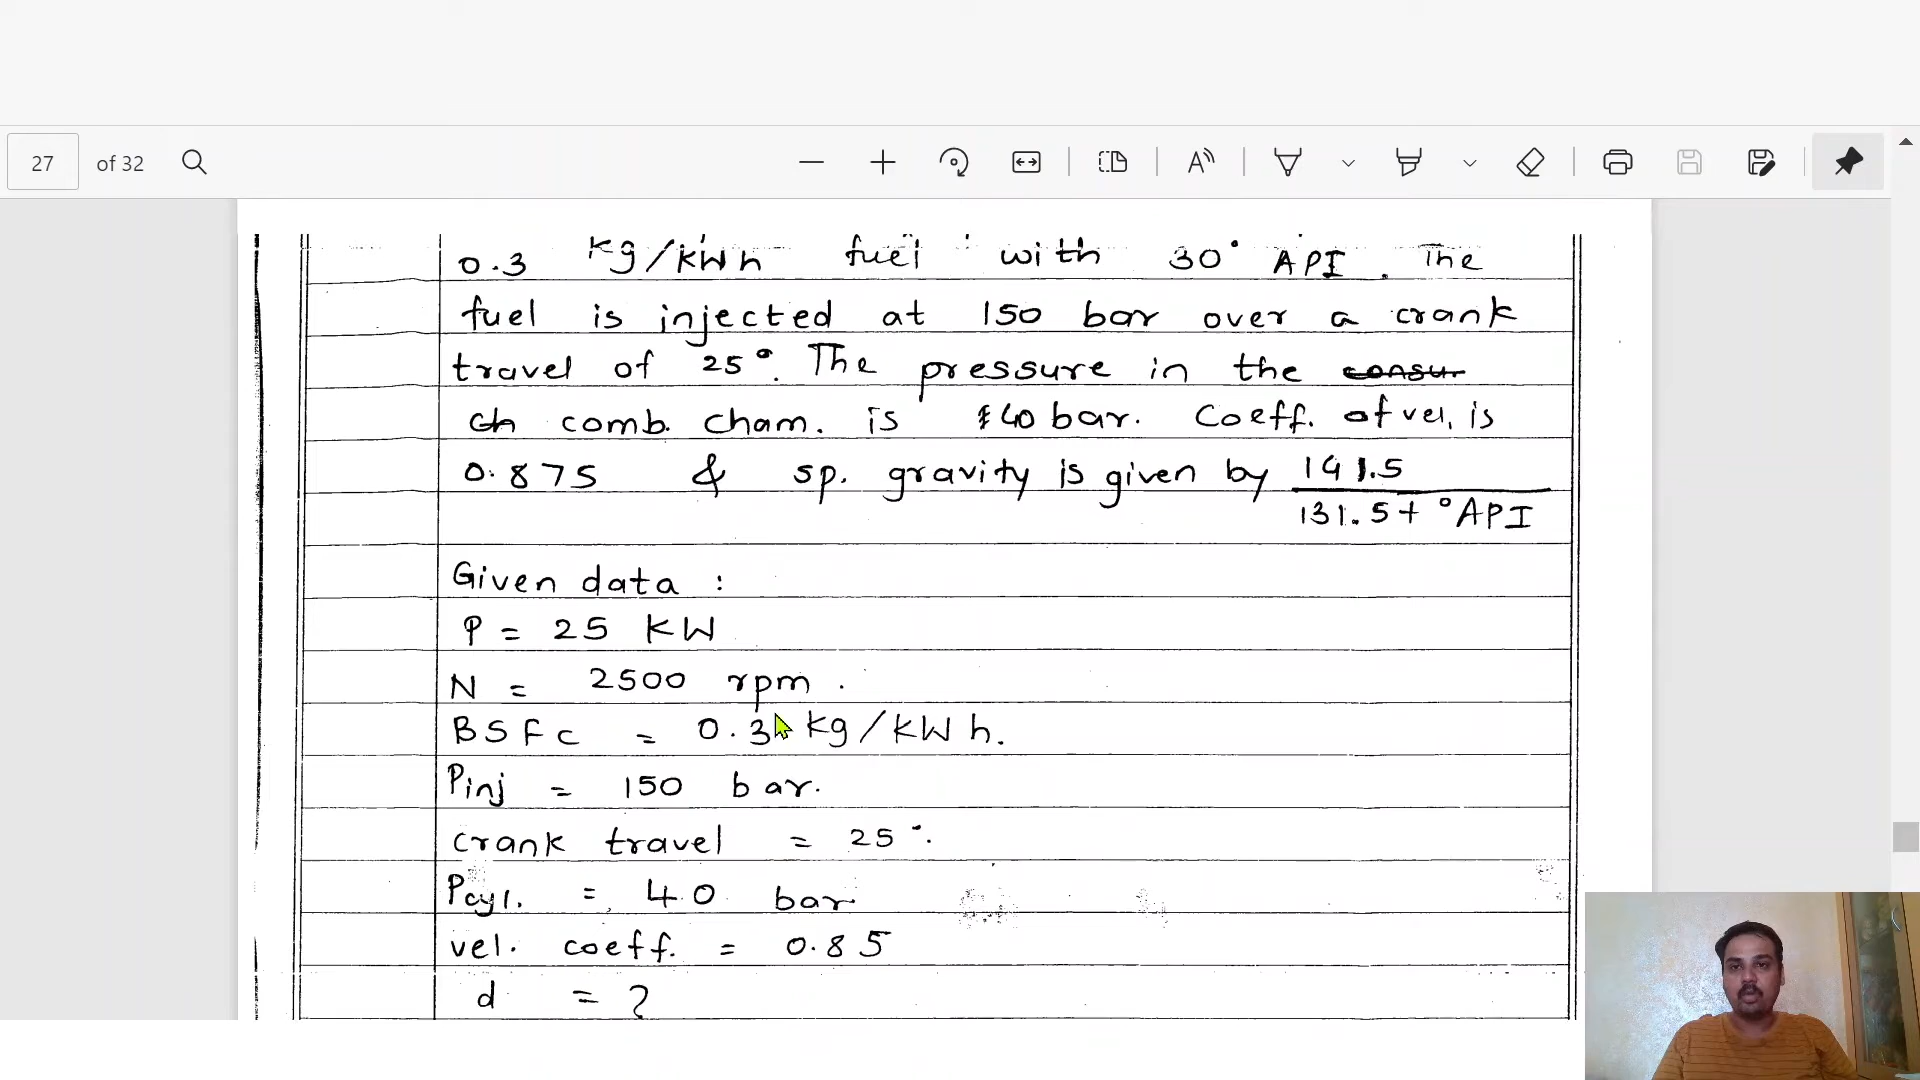 27 of 32
0.3 kg/kWh fuel with 30° API. The
fuel is injected at 150 bar over a crank
travel of 25°. The pressure in the consu.
ch comb. cham. is 40 bar. Coeff. of vel. is
0.875 & sp. gravity is given by 141.5
131.5+ °API
Given data :
P = 25 KW
N = 2500 rpm.
BSFC = 0.3 kg/kWh.
Pinj = 150 bar.
crank travel = 25°.
Pcyl. = 40 bar
vel. coeff. = 0.85
d = ?